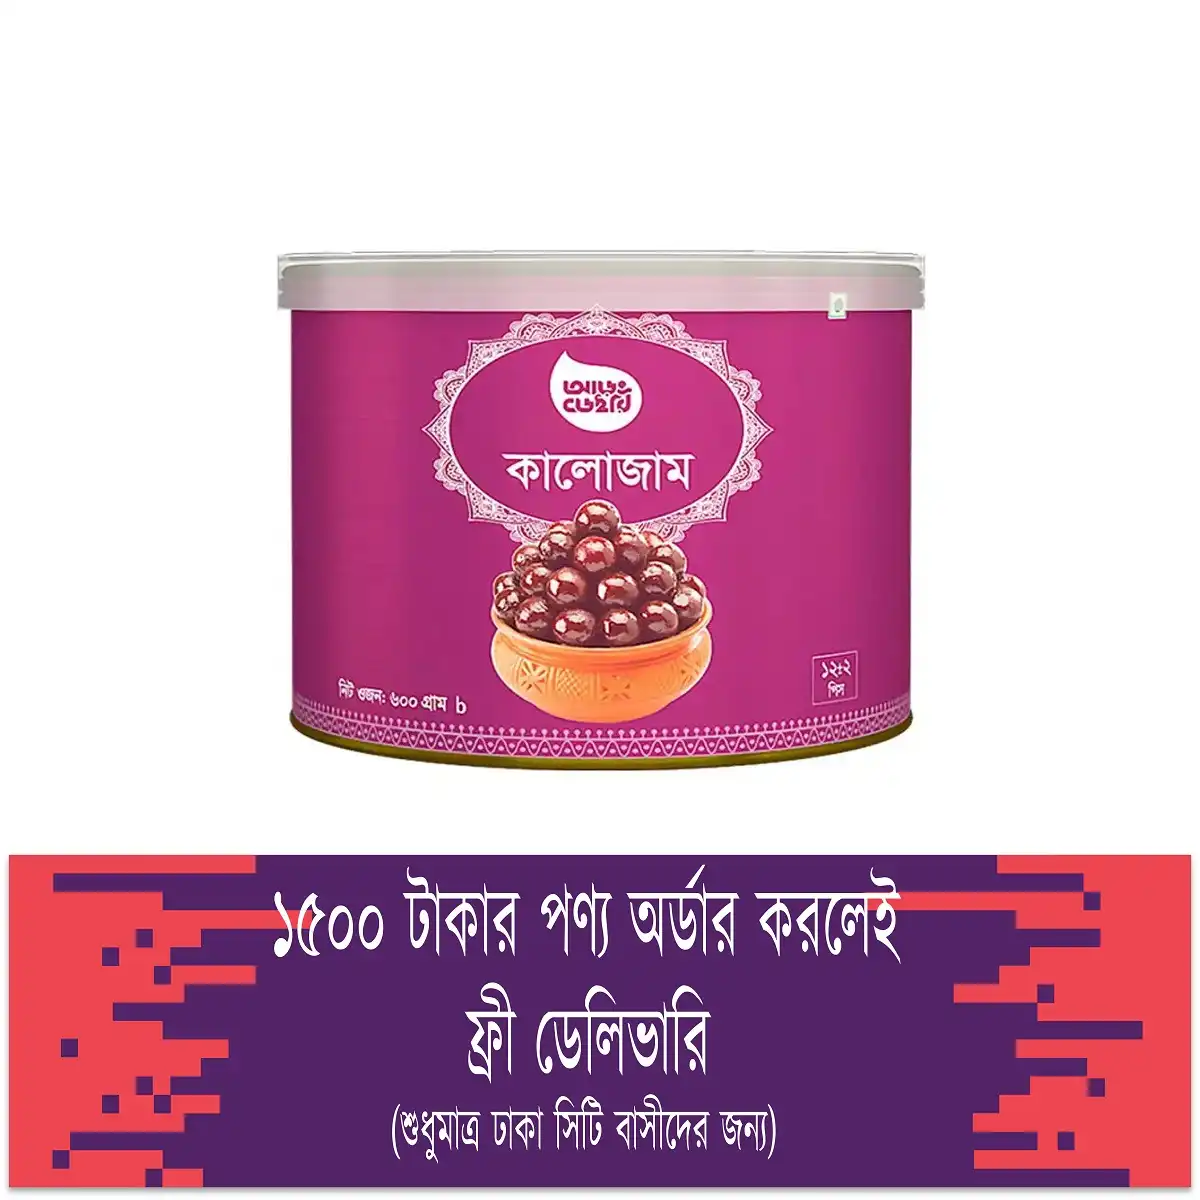 আড়ং
ডেইরি
কালোজাম
নিট ওজন: ৬০০ গ্রাম b
১২±২
পিস
১৫০০ টাকার পণ্য অর্ডার করলেই
ফ্রী ডেলিভারি
(শুধুমাত্র ঢাকা সিটি বাসীদের জন্য)